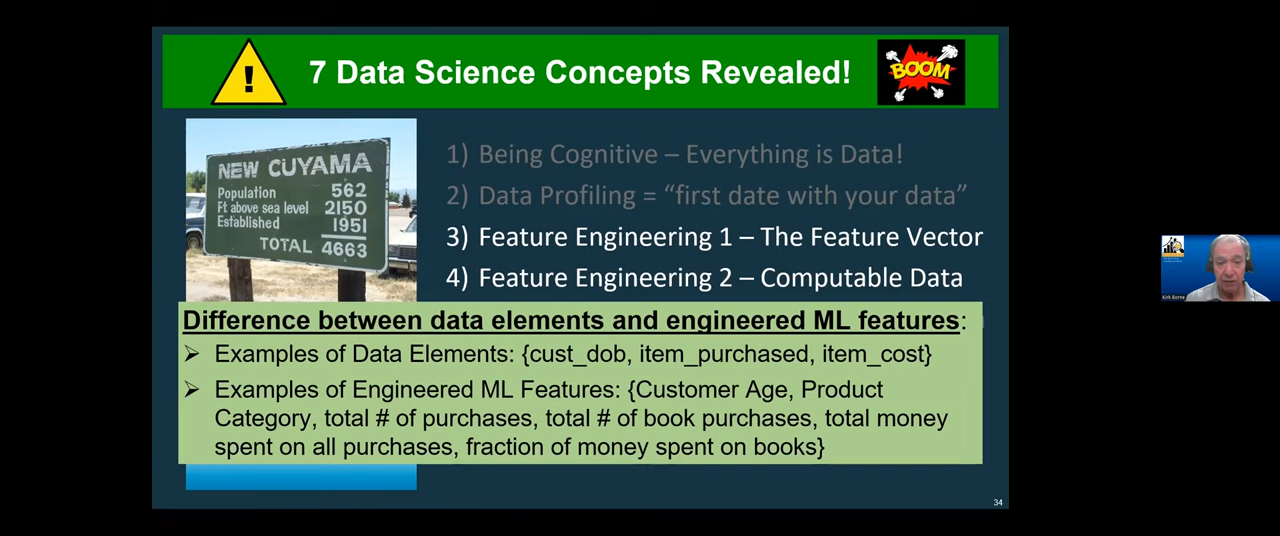 7 Data Science Concepts Revealed!
BOOM
NEW CUYAMA
Population 562
Ft above sea level 2150
Established 1951
TOTAL 4663
1) Being Cognitive – Everything is Data!
2) Data Profiling = “first date with your data”
3) Feature Engineering 1 – The Feature Vector
4) Feature Engineering 2 – Computable Data
Difference between data elements and engineered ML features:
➢ Examples of Data Elements: {cust_dob, item_purchased, item_cost}
➢ Examples of Engineered ML Features: {Customer Age, Product
Category, total # of purchases, total # of book purchases, total money
spent on all purchases, fraction of money spent on books}
34
Kirk Borne